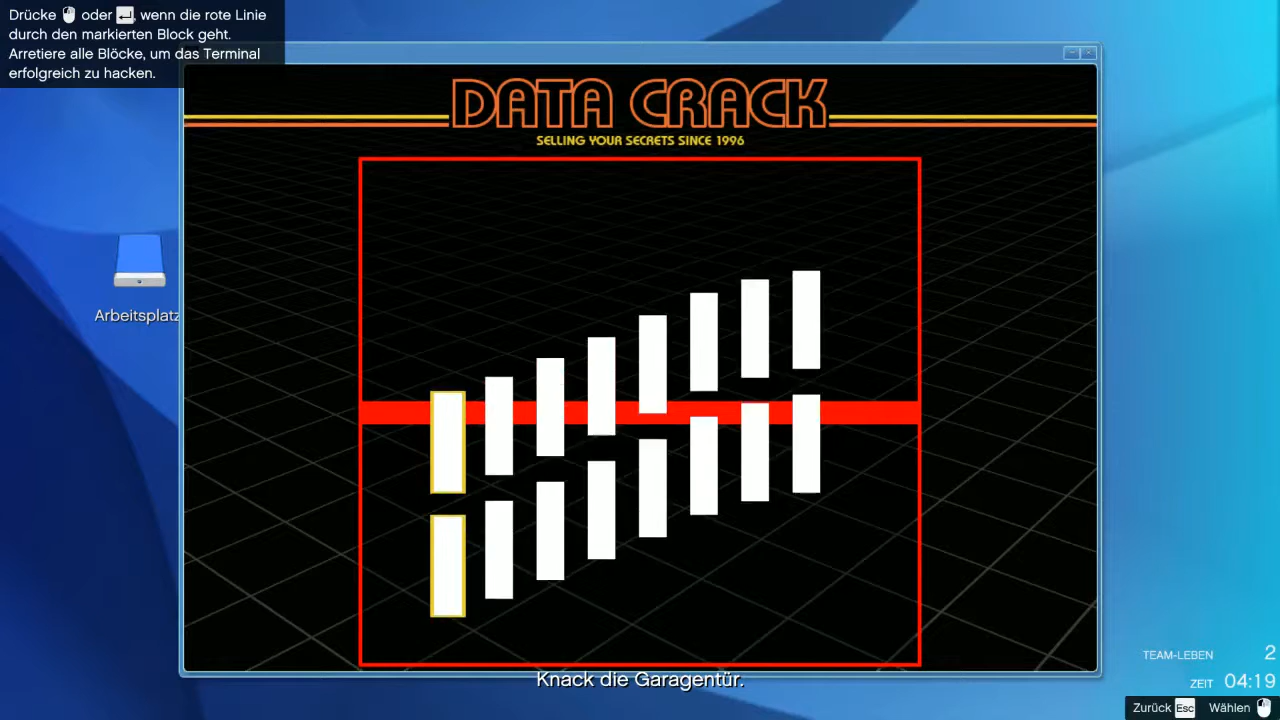 Drücke oder , wenn die rote Linie
durch den markierten Block geht.
Arretiere alle Blöcke, um das Terminal
erfolgreich zu hacken.
DATA CRACK
SELLING YOUR SECRETS SINCE 1996
Arbeitsplatz
Knack die Garagentür.
TEAM-LEBEN 2
ZEIT 04:19
Zurück Esc Wählen